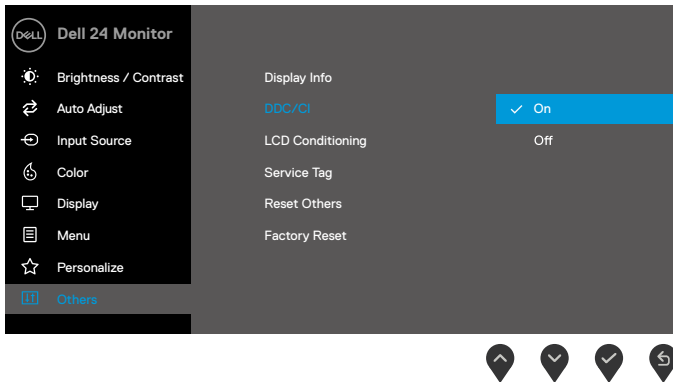 DELL
Dell 24 Monitor
Brightness / Contrast
Auto Adjust
Input Source
Color
Display
Menu
Personalize
Others
Display Info
DDC/CI
LCD Conditioning
Service Tag
Reset Others
Factory Reset
On
Off